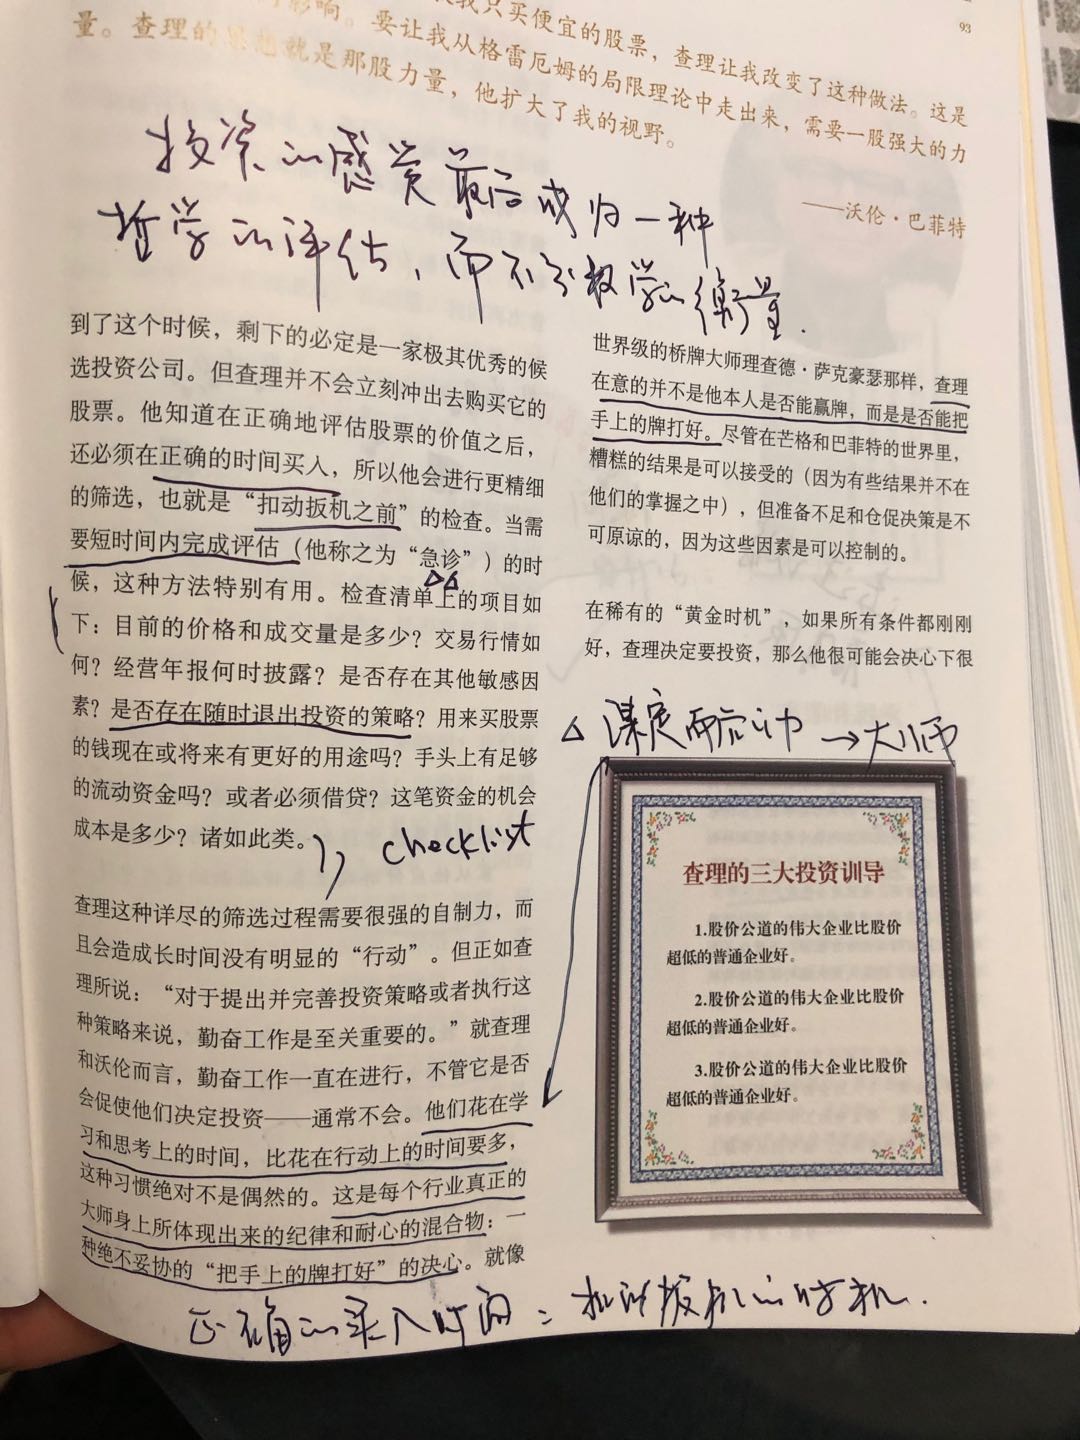 93
影响。
我只买便宜的股票，查理让我改变了这种做法。这是
要让我从格雷厄姆的局限理论中走出来，需要一股强大的力
量。查理的思想就是那股力量，他扩大了我的视野。
——沃伦·巴菲特
投资的感觉最后成归一种
哲学的评估，而不是数学的衡量.
到了这个时候，剩下的必定是一家极其优秀的候
选投资公司。但查理并不会立刻冲出去购买它的
股票。他知道在正确地评估股票的价值之后，
还必须在正确的时间买入，所以他会进行更精细
的筛选，也就是“扣动扳机之前”的检查。当需
要短时间内完成评估（他称之为“急诊”）的时
候，这种方法特别有用。检查清单上的项目如
下：目前的价格和成交量是多少？交易行情如
何？经营年报何时披露？是否存在其他敏感因
素？是否存在随时退出投资的策略？用来买股票
的钱现在或将来有更好的用途吗？手头上有足够
的流动资金吗？或者必须借贷？这笔资金的机会
成本是多少？诸如此类。
checklist
查理这种详尽的筛选过程需要很强的自制力，而
且会造成长时间没有明显的“行动”。但正如查
理所说：“对于提出并完善投资策略或者执行这
种策略来说，勤奋工作是至关重要的。”就查理
和沃伦而言，勤奋工作一直在进行，不管它是否
会促使他们决定投资——通常不会。他们花在学
习和思考上的时间，比花在行动上的时间要多，
这种习惯绝对不是偶然的。这是每个行业真正的
大师身上所体现出来的纪律和耐心的混合物：一
种绝不妥协的“把手上的牌打好”的决心。就像
世界级的桥牌大师理查德·萨克豪瑟那样，查理
在意的并不是他本人是否能赢牌，而是是否能把
手上的牌打好。尽管在芒格和巴菲特的世界里，
糟糕的结果是可以接受的（因为有些结果并不在
他们的掌握之中），但准备不足和仓促决策是不
可原谅的，因为这些因素是可以控制的。
在稀有的“黄金时机”，如果所有条件都刚刚
好，查理决定要投资，那么他很可能会决心下很
谋定而后动 → 大师
查理的三大投资训导
1.股价公道的伟大企业比股价
超低的普通企业好。
2.股价公道的伟大企业比股价
超低的普通企业好。
3.股价公道的伟大企业比股价
超低的普通企业好。
正确的买入时间 = 扣动扳机的时机.